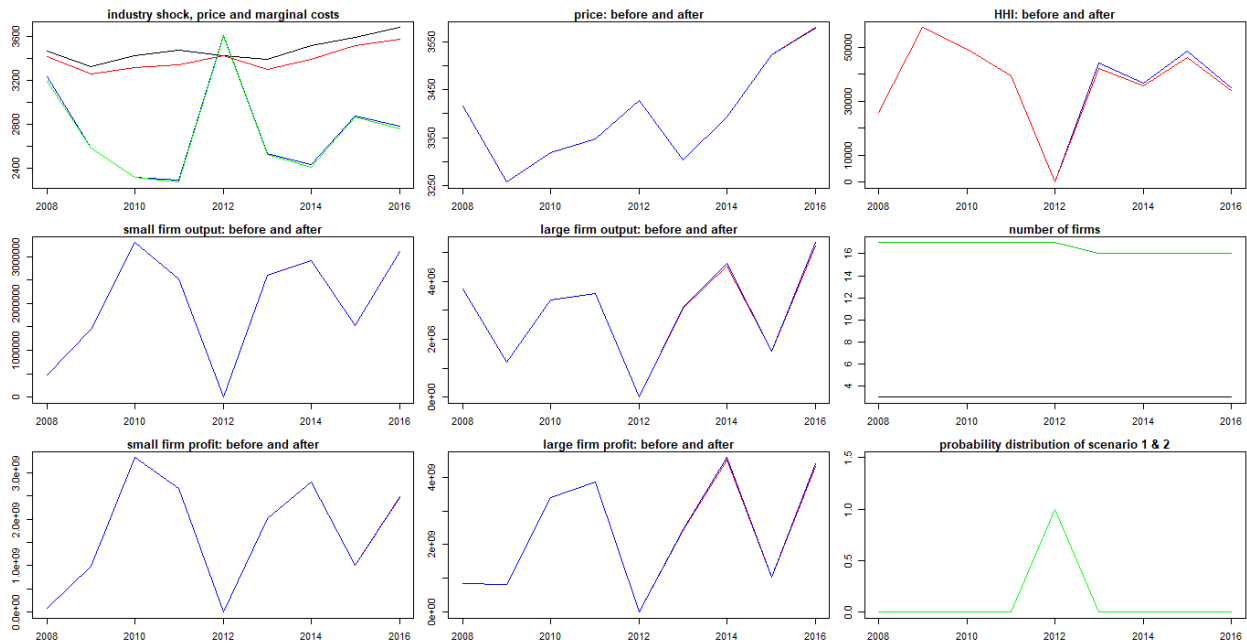 industry shock, price and marginal costs
3600
3200
2800
2400
2008 2010 2012 2014 2016
price: before and after
3550
3450
3350
3250
2008 2010 2012 2014 2016
HHI: before and after
50000
30000
10000
0
2008 2010 2012 2014 2016
small firm output: before and after
3000000
2000000
1000000
0
2008 2010 2012 2014 2016
large firm output: before and after
4e+06
2e+06
0e+00
2008 2010 2012 2014 2016
number of firms
16
14
12
10
8
6
4
2008 2010 2012 2014 2016
small firm profit: before and after
3.0e+09
2.0e+09
1.0e+09
0.0e+00
2008 2010 2012 2014 2016
large firm profit: before and after
4e+09
2e+09
0e+00
2008 2010 2012 2014 2016
probability distribution of scenario 1 & 2
1.5
1.0
0.5
0.0
2008 2010 2012 2014 2016